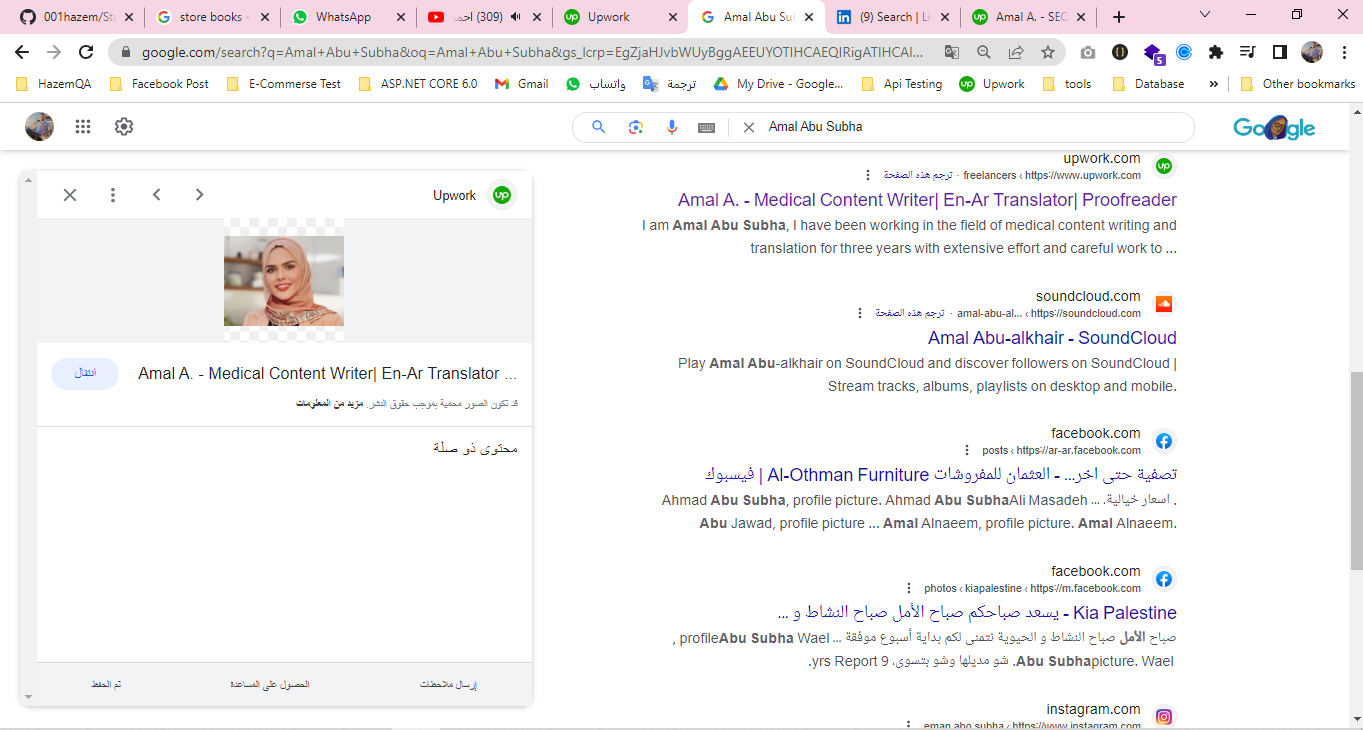 001hazem/Sto
store books -
WhatsApp
(309) احمد
Upwork
Amal Abu Sub
(9) Search | Lin
Amal A. - SEO
google.com/search?q=Amal+Abu+Subha&oq=Amal+Abu+Subha&gs_lcrp=EgZjaHJvbWUyBggAEEUYOTIHCAEQIRigATIHCAI...
5
HazemQA
Facebook Post
E-Commerse Test
ASP.NET CORE 6.0
Gmail
واتساب
ترجمة
My Drive - Google...
Api Testing
Upwork
tools
Database
»
Other bookmarks
Amal Abu Subha
Google
Upwork
Amal A. - Medical Content Writer| En-Ar Translator ...
انتقال
قد تكون الصور محمية بموجب حقوق النشر. مزيد من المعلومات
محتوى ذو صلة
إرسال ملاحظات
الحصول على المساعدة
تم الحفظ
upwork.com
https://www.upwork.com › freelancers · ترجم هذه الصفحة
Amal A. - Medical Content Writer| En-Ar Translator| Proofreader
I am Amal Abu Subha, I have been working in the field of medical content writing and
translation for three years with extensive effort and careful work to ...
soundcloud.com
https://soundcloud.com › amal-abu-al... · ترجم هذه الصفحة
Amal Abu-alkhair - SoundCloud
Play Amal Abu-alkhair on SoundCloud and discover followers on SoundCloud |
Stream tracks, albums, playlists on desktop and mobile.
facebook.com
https://ar-ar.facebook.com › posts
تصفية حتى اخر... - العثمان للمفروشات Al-Othman Furniture | فيسبوك
. اسعار خيالية. ... Ahmad Abu Subha, profile picture. Ahmad Abu SubhaAli Masadeh
Abu Jawad, profile picture ... Amal Alnaeem, profile picture. Amal Alnaeem.
facebook.com
https://m.facebook.com › kiapalestine › photos
Kia Palestine - يسعد صباحكم صباح الأمل صباح النشاط و ...
صباح الأمل صباح النشاط و الحيوية نتمنى لكم بداية أسبوع موفقة ... Abu Subha Wael, profile
picture. Wael Abu Subha. شو مديلها وشو بتسوى. 9 yrs Report.
instagram.com
https://www.instagram.com › eman.abo.subha